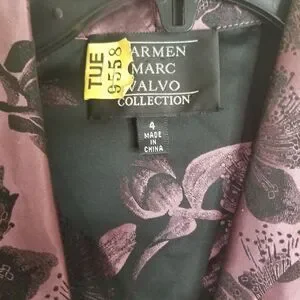 TUE
9558
ARMEN
MARC
VALVO
COLLECTION
4
MADE
IN
CHINA